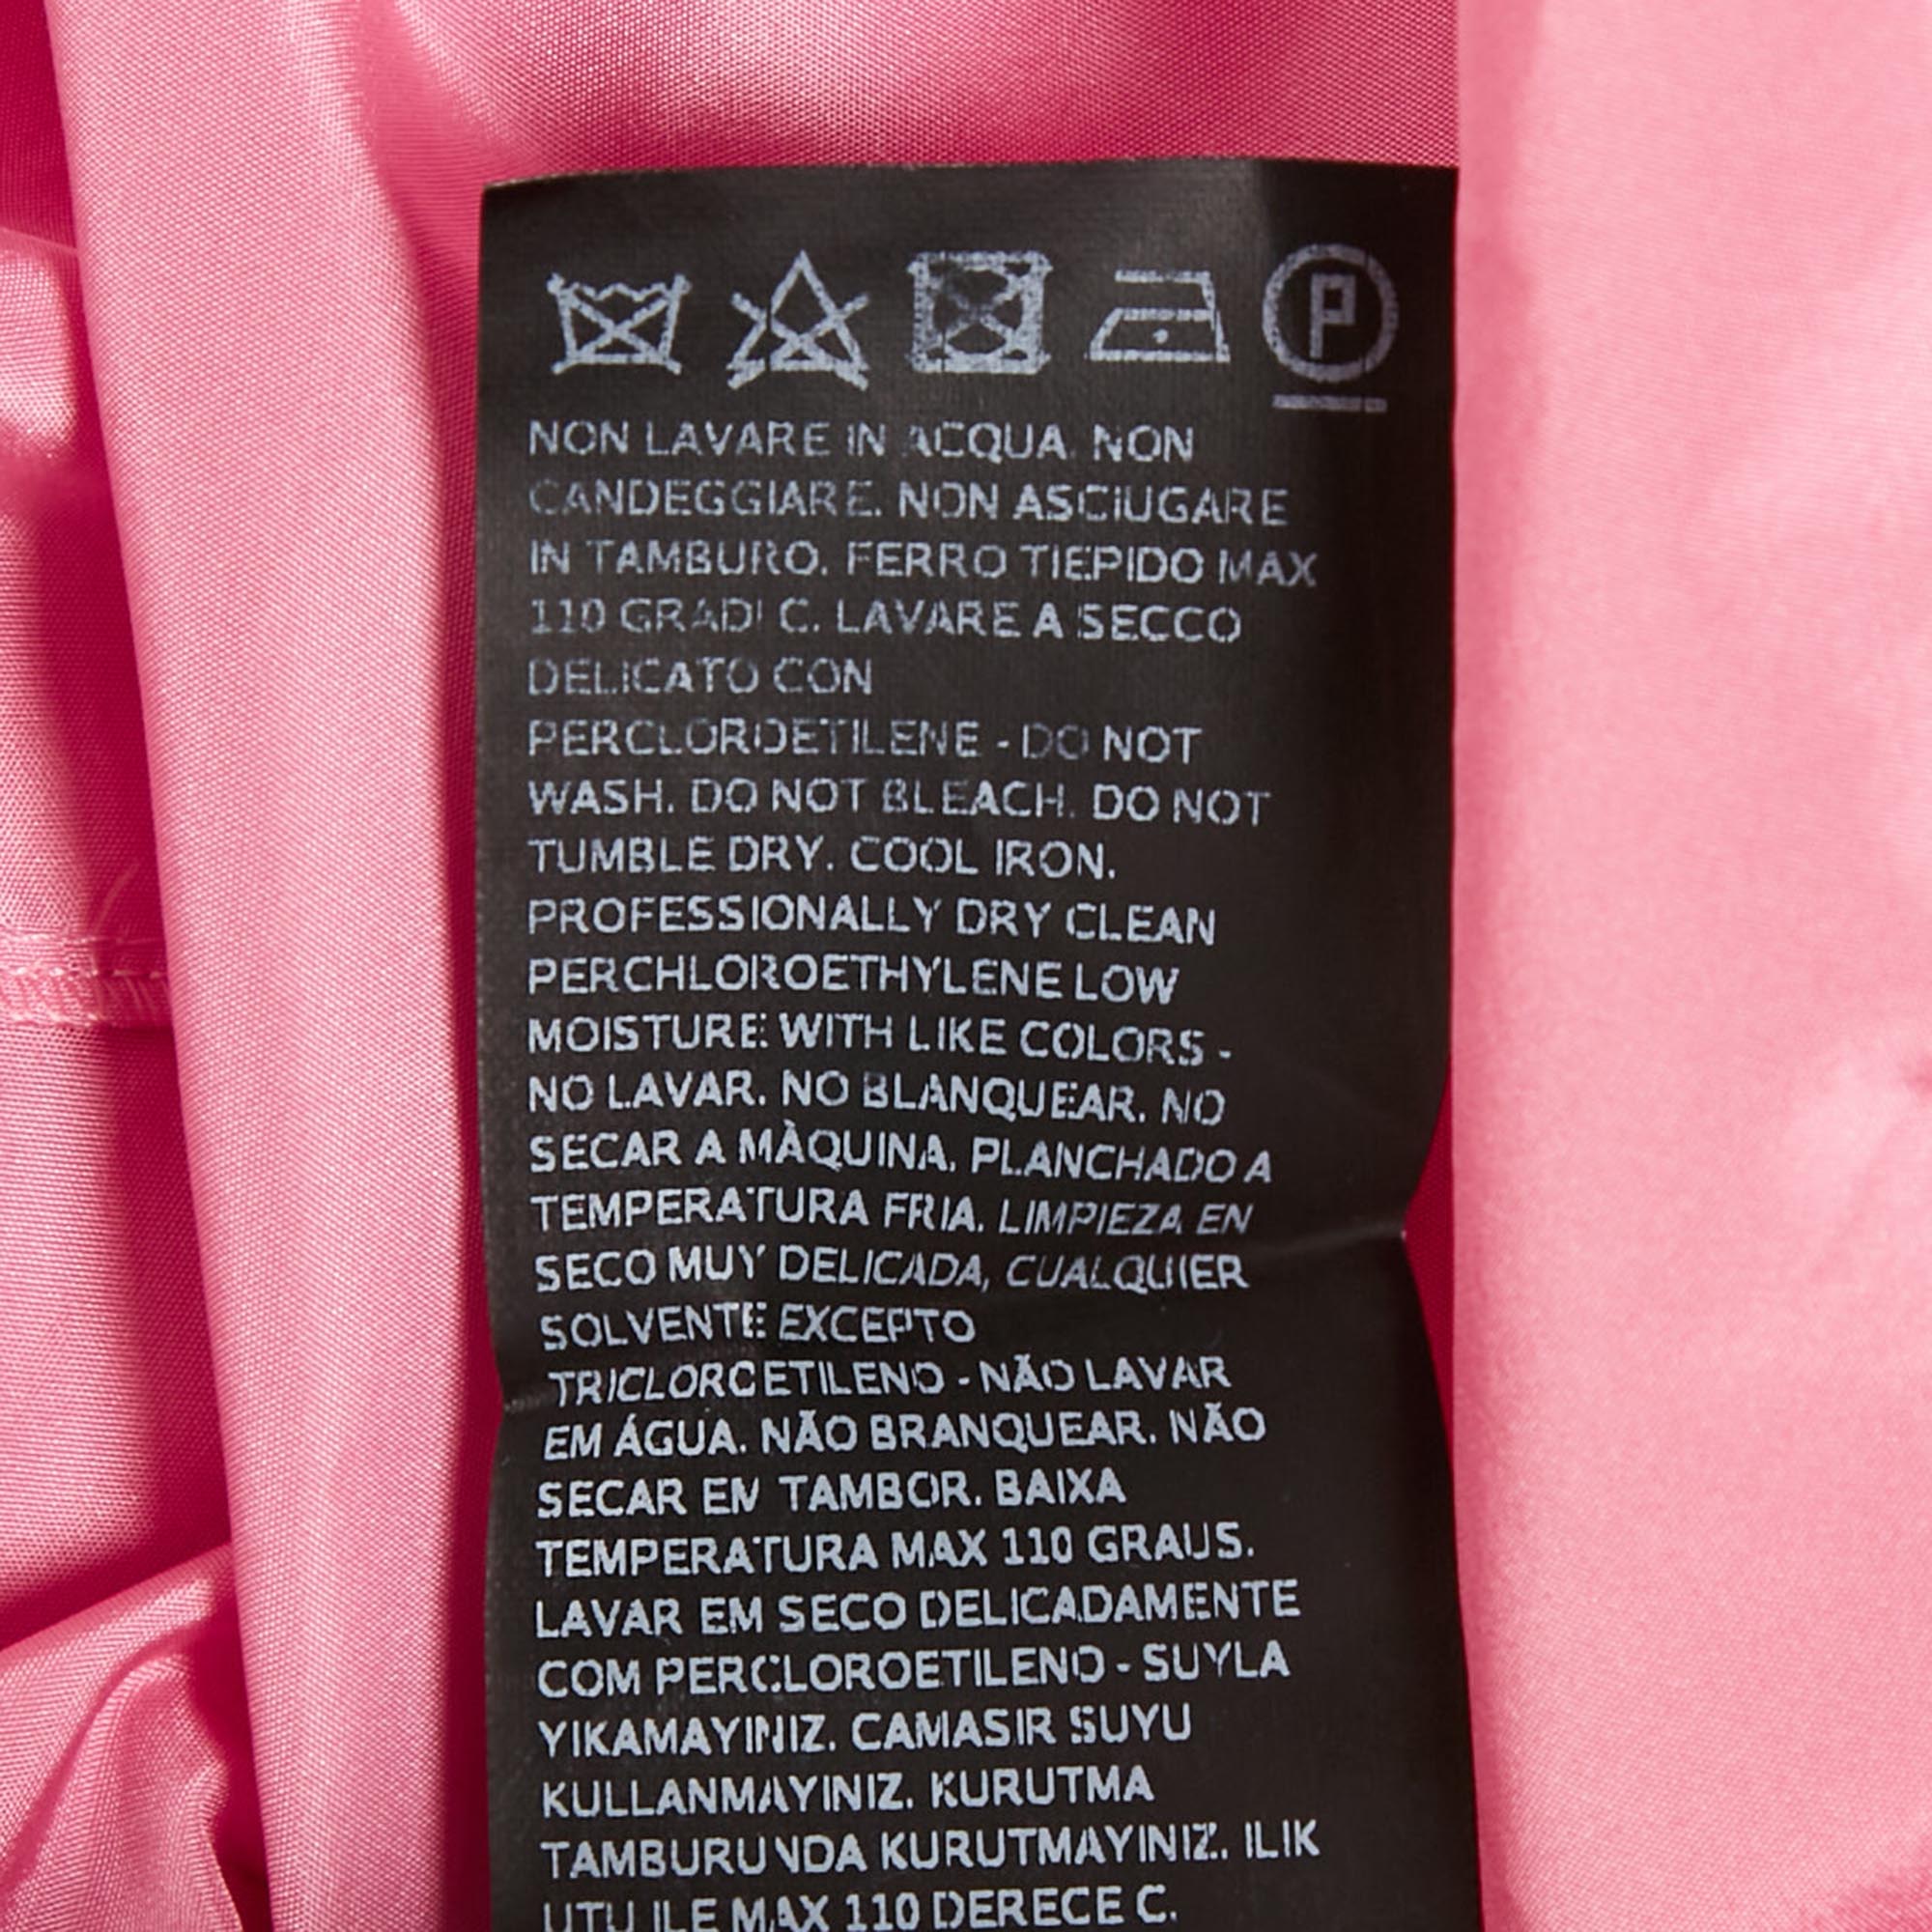 P
NON LAVARE IN ACQUA. NON
CANDEGGIARE. NON ASCIUGARE
IN TAMBURO. FERRO TIEPIDO MAX
110 GRADI C. LAVARE A SECCO
DELICATO CON
PERCLOROETILENE - DO NOT
WASH. DO NOT BLEACH. DO NOT
TUMBLE DRY. COOL IRON.
PROFESSIONALLY DRY CLEAN
PERCHLOROETHYLENE LOW
MOISTURE WITH LIKE COLORS -
NO LAVAR. NO BLANQUEAR. NO
SECAR A MÀQUINA. PLANCHADO A
TEMPERATURA FRIA. LIMPIEZA EN
SECO MUY DELICADA, CUALQUIER
SOLVENTE EXCEPTO
TRICLOROETILENO - NÃO LAVAR
EM ÁGUA. NÃO BRANQUEAR. NÃO
SECAR EM TAMBOR. BAIXA
TEMPERATURA MAX 110 GRAUS.
LAVAR EM SECO DELICADAMENTE
COM PERCLOROETILENO - SUYLA
YIKAMAYINIZ. CAMASIR SUYU
KULLANMAYINIZ. KURUTMA
TAMBURUNDA KURUTMAYINIZ. ILIK
UTU ILE MAX 110 DERECE C.